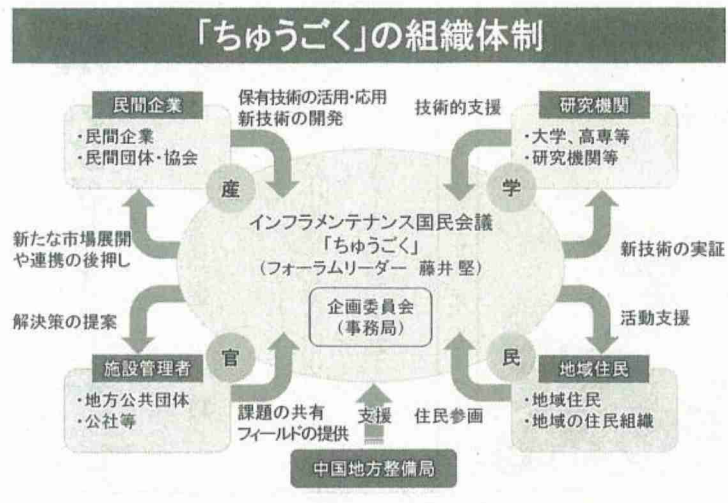 「ちゅうごく」の組織体制
民間企業
・民間企業
・民間団体・協会
保有技術の活用・応用
新技術の開発
技術的支援
研究機関
・大学、高専等
・研究機関等
産
学
インフラメンテナンス国民会議
「ちゅうごく」
(フォーラムリーダー 藤井 堅)
企画委員会
(事務局)
新たな市場展開
や連携の後押し
新技術の実証
解決策の提案
活動支援
官
民
施設管理者
・地方公共団体
・公社等
課題の共有
フィールドの提供
支援
住民参画
地域住民
・地域住民
・地域の住民組織
中国地方整備局